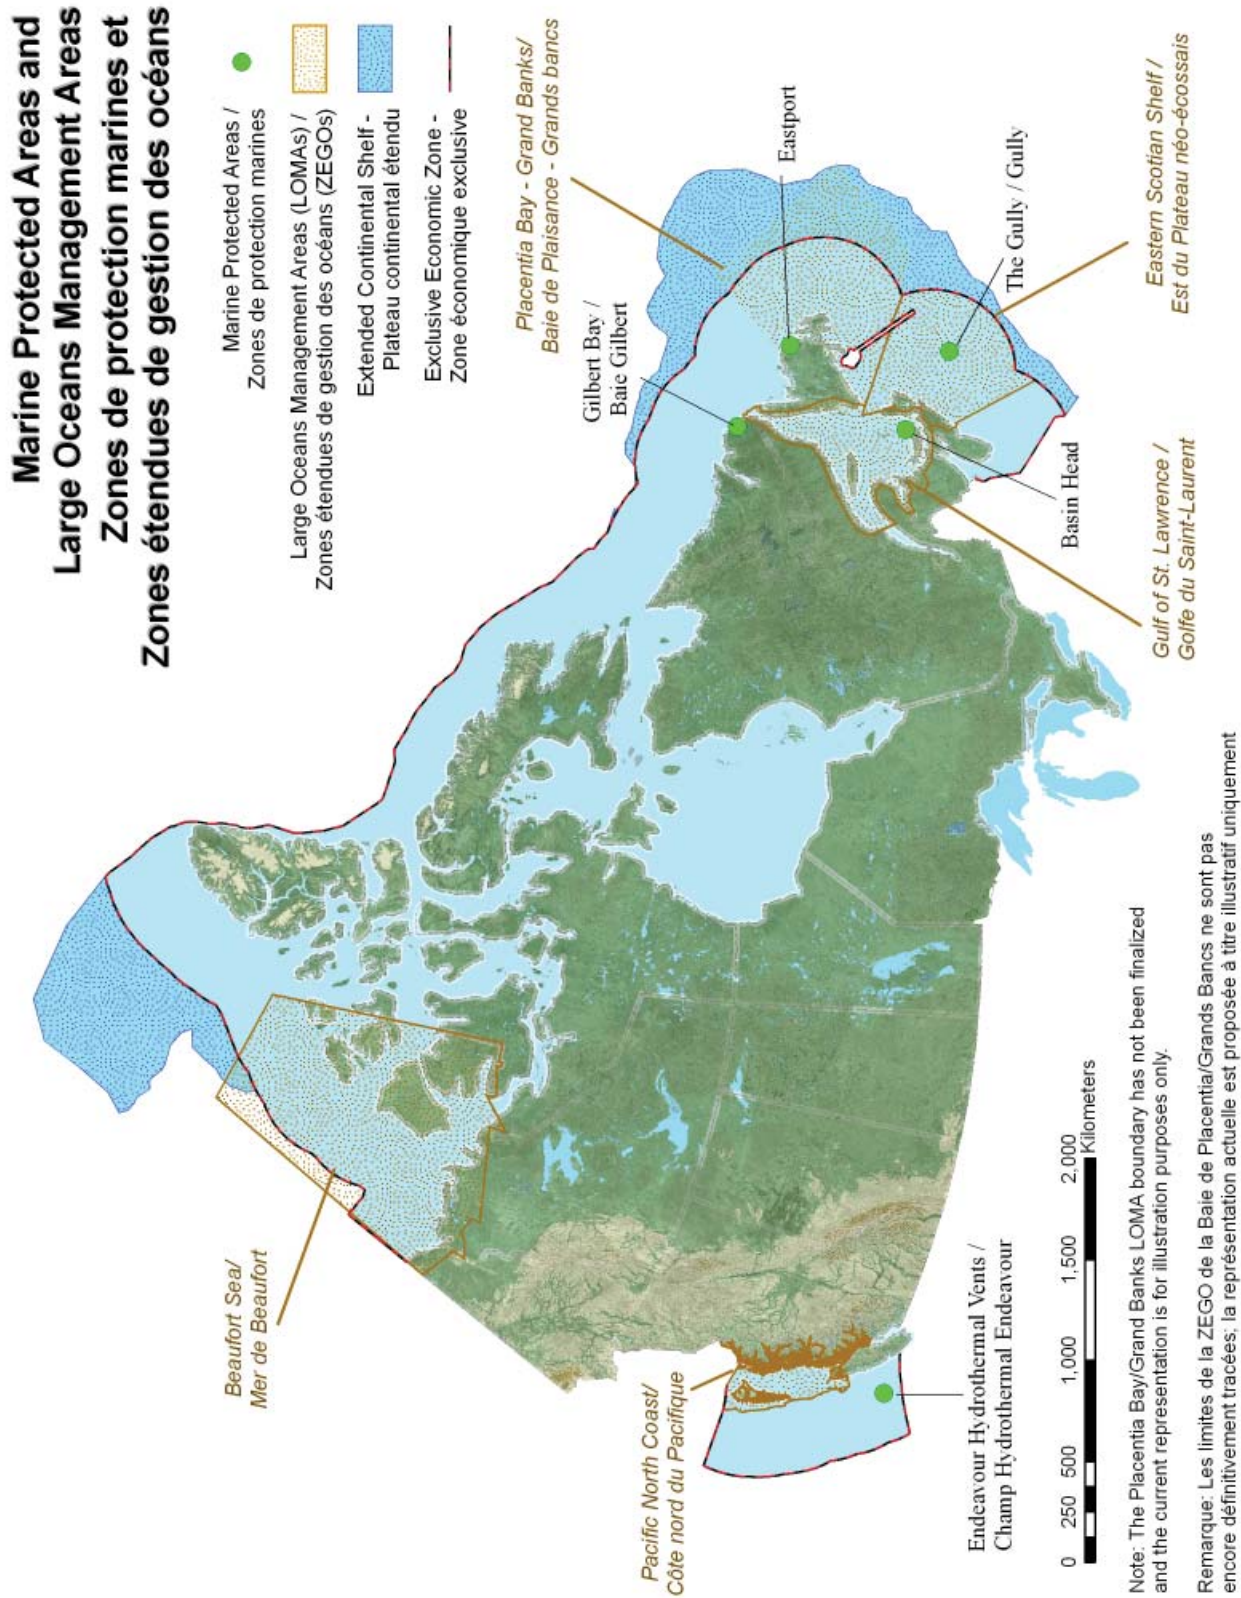 Marine Protected Areas and
Large Oceans Management Areas
Zones de protection marines et
Zones étendues de gestion des océans
Marine Protected Areas /
Zones de protection marines
Large Oceans Management Areas (LOMAs) /
Zones étendues de gestion des océans (ZEGOs)
Extended Continental Shelf -
Plateau continental étendu
Exclusive Economic Zone -
Zone économique exclusive
Placentia Bay - Grand Banks/
Baie de Plaisance - Grands bancs
Gilbert Bay /
Baie Gilbert
Eastport
The Gully / Gully
Eastern Scotian Shelf /
Est du Plateau néo-écossais
Basin Head
Gulf of St. Lawrence /
Golfe du Saint-Laurent
Beaufort Sea/
Mer de Beaufort
Pacific North Coast/
Côte nord du Pacifique
Endeavour Hydrothermal Vents /
Champ Hydrothermal Endeavour
0 250 500 1,000 1,500 2,000
Kilometers
Note: The Placentia Bay/Grand Banks LOMA boundary has not been finalized
and the current representation is for illustration purposes only.
Remarque: Les limites de la ZEGO de la Baie de Placentia/Grands Bancs ne sont pas
encore définitivement tracées; la représentation actuelle est proposée à titre illustratif uniquement